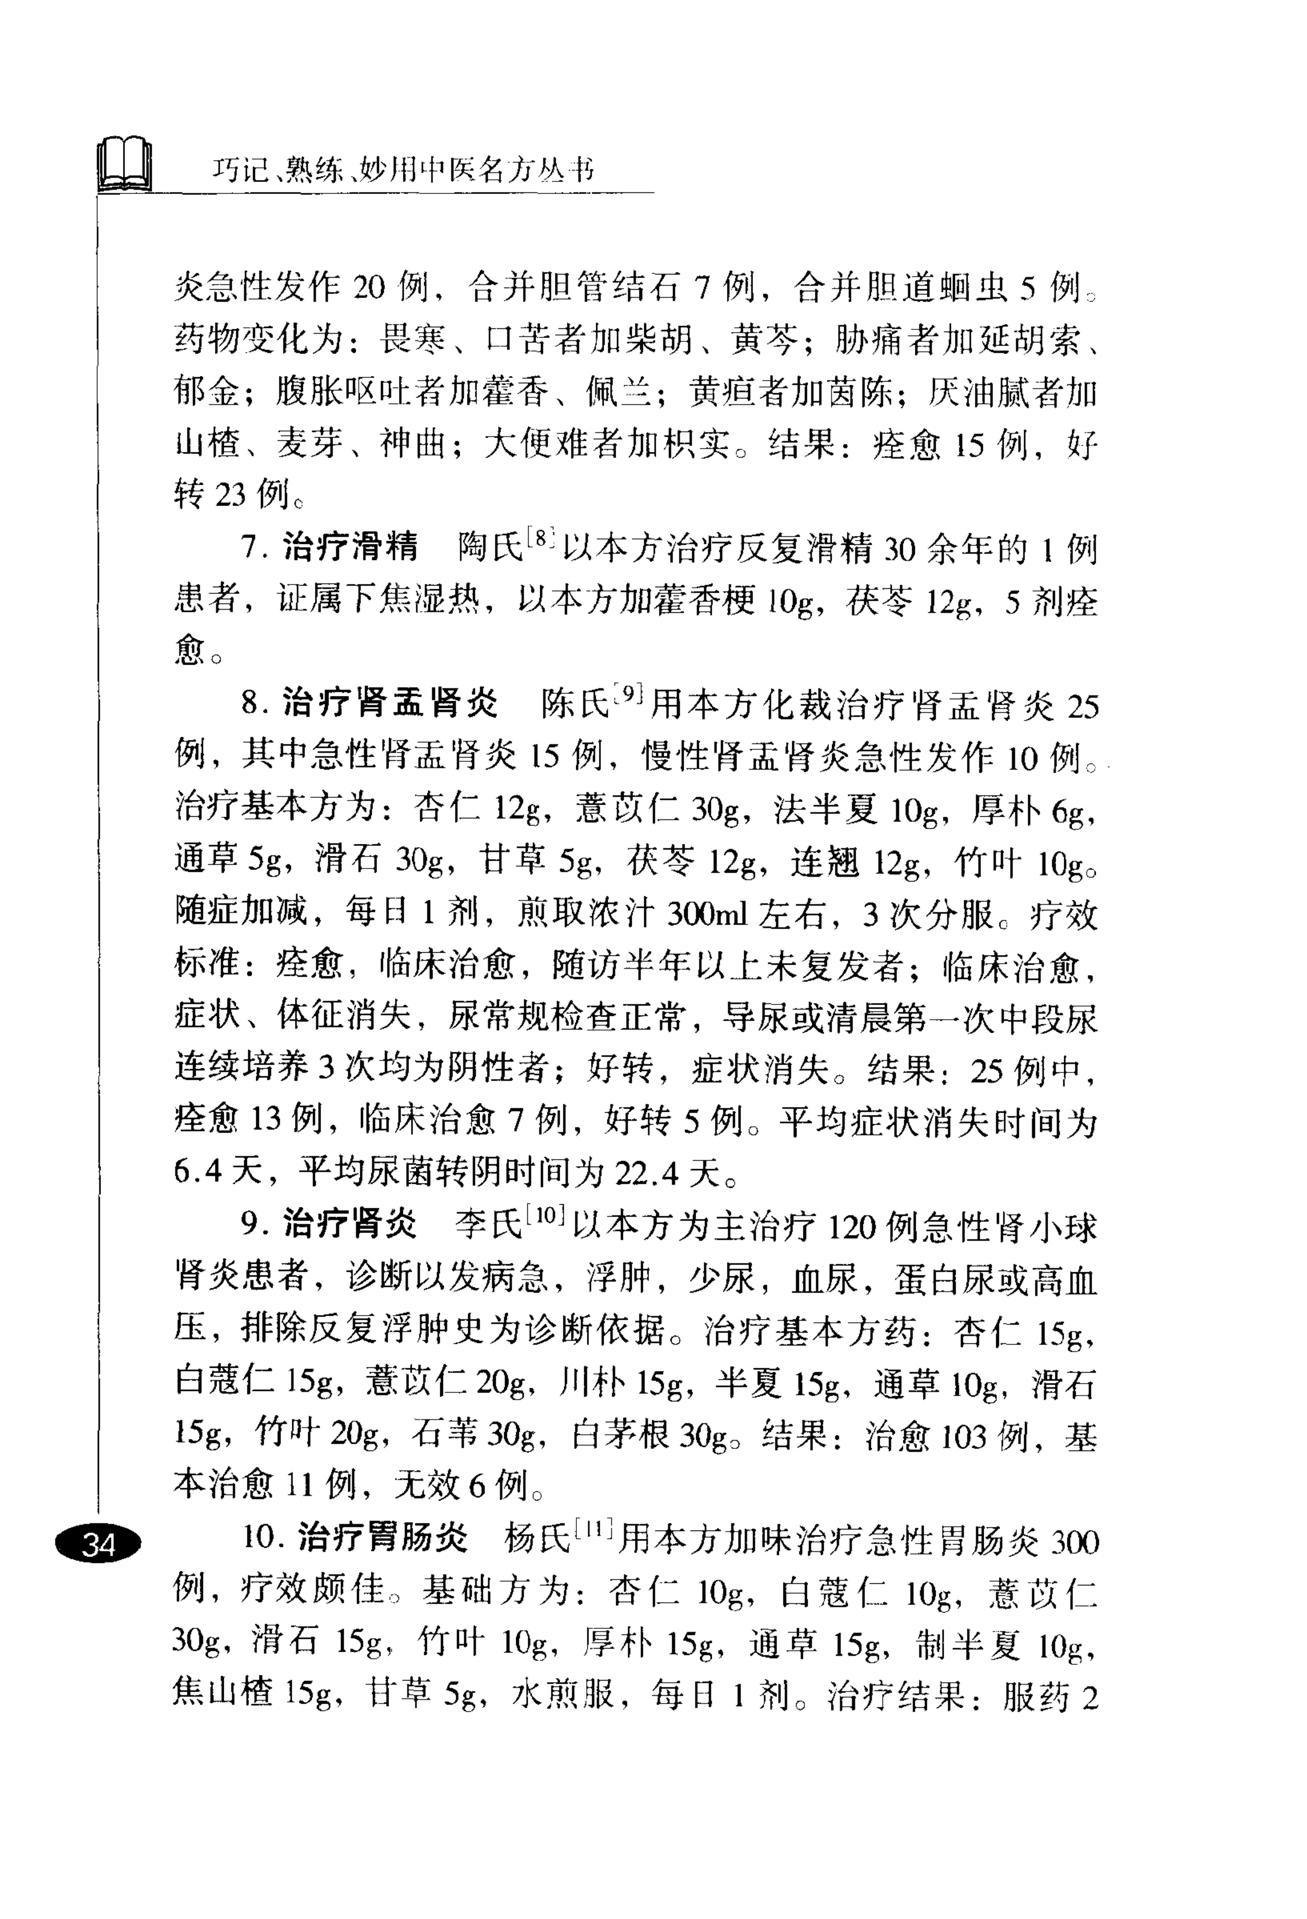 巧记、熟练、妙用中医名方丛书
炎急性发作 20 例，合并胆管结石 7 例，合并胆道蛔虫 5 例。
药物变化为：畏寒、口苦者加柴胡、黄芩；胁痛者加延胡索、
郁金；腹胀呕吐者加藿香、佩兰；黄疸者加茵陈；厌油腻者加
山楂、麦芽、神曲；大便难者加枳实。结果：痊愈 15 例，好
转 23 例。
7. 治疗滑精　陶氏[8]以本方治疗反复滑精 30 余年的 1 例
患者，证属下焦湿热，以本方加藿香梗 10g，茯苓 12g，5 剂痊
愈。
8. 治疗肾盂肾炎　陈氏[9]用本方化裁治疗肾盂肾炎 25
例，其中急性肾盂肾炎 15 例，慢性肾盂肾炎急性发作 10 例。
治疗基本方为：杏仁 12g，薏苡仁 30g，法半夏 10g，厚朴 6g，
通草 5g，滑石 30g，甘草 5g，茯苓 12g，连翘 12g，竹叶 10g。
随症加减，每日 1 剂，煎取浓汁 300ml 左右，3 次分服。疗效
标准：痊愈，临床治愈，随访半年以上未复发者；临床治愈，
症状、体征消失，尿常规检查正常，导尿或清晨第一次中段尿
连续培养 3 次均为阴性者；好转，症状消失。结果：25 例中，
痊愈 13 例，临床治愈 7 例，好转 5 例。平均症状消失时间为
6.4 天，平均尿菌转阴时间为 22.4 天。
9. 治疗肾炎　李氏[10]以本方为主治疗 120 例急性肾小球
肾炎患者，诊断以发病急，浮肿，少尿，血尿，蛋白尿或高血
压，排除反复浮肿史为诊断依据。治疗基本方药：杏仁 15g，
白蔻仁 15g，薏苡仁 20g，川朴 15g，半夏 15g，通草 10g，滑石
15g，竹叶 20g，石苇 30g，白茅根 30g。结果：治愈 103 例，基
本治愈 11 例，无效 6 例。
10. 治疗胃肠炎　杨氏[11]用本方加味治疗急性胃肠炎 300
例，疗效颇佳。基础方为：杏仁 10g，白蔻仁 10g，薏苡仁
30g，滑石 15g，竹叶 10g，厚朴 15g，通草 15g，制半夏 10g，
焦山楂 15g，甘草 5g，水煎服，每日 1 剂。治疗结果：服药 2
34